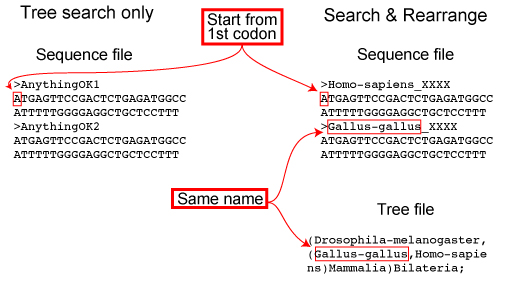 Tree search only
Start from
1st codon
Search & Rearrange
Sequence file
>AnythingOK1
ATGAGTTCCGACTCTGAGATGGCC
ATTTTTGGGGAGGCTGCTCCTTT
>AnythingOK2
ATGAGTTCCGACTCTGAGATGGCC
ATTTTTGGGGAGGCTGCTCCTTT
Sequence file
>Homo-sapiens_XXXX
ATGAGTTCCGACTCTGAGATGGCC
ATTTTTGGGGAGGCTGCTCCTTT
>Gallus-gallus_XXXX
ATGAGTTCCGACTCTGAGATGGCC
ATTTTTGGGGAGGCTGCTCCTTT
Same name
Tree file
(Drosophila-melanogaster,
(Gallus-gallus,Homo-sapie
ns)Mammalia)Bilateria;